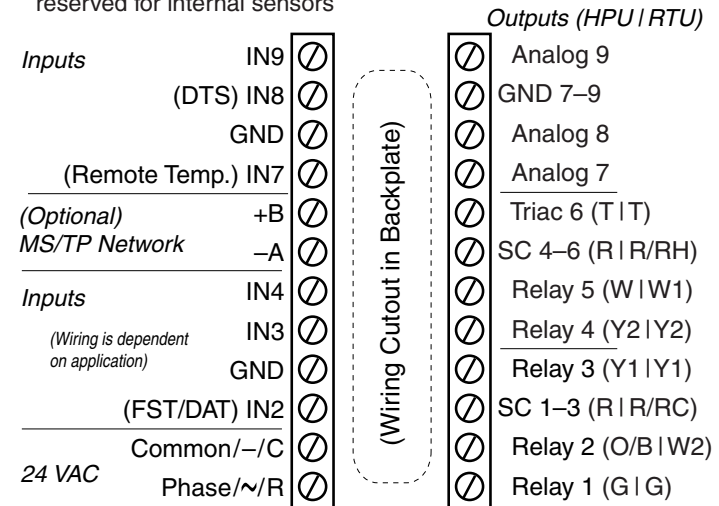 reserved for internal sensors
Outputs (HPU | RTU)
Inputs
IN9
(DTS) IN8
GND
(Remote Temp.) IN7
(Optional)
MS/TP Network
+B
–A
Inputs
(Wiring is dependent
on application)
IN4
IN3
GND
(FST/DAT) IN2
24 VAC
Common/–/C
Phase/~/R
(Wiring Cutout in Backplate)
Analog 9
GND 7–9
Analog 8
Analog 7
Triac 6 (T | T)
SC 4–6 (R | R/RH)
Relay 5 (W | W1)
Relay 4 (Y2 | Y2)
Relay 3 (Y1 | Y1)
SC 1–3 (R | R/RC)
Relay 2 (O/B | W2)
Relay 1 (G | G)